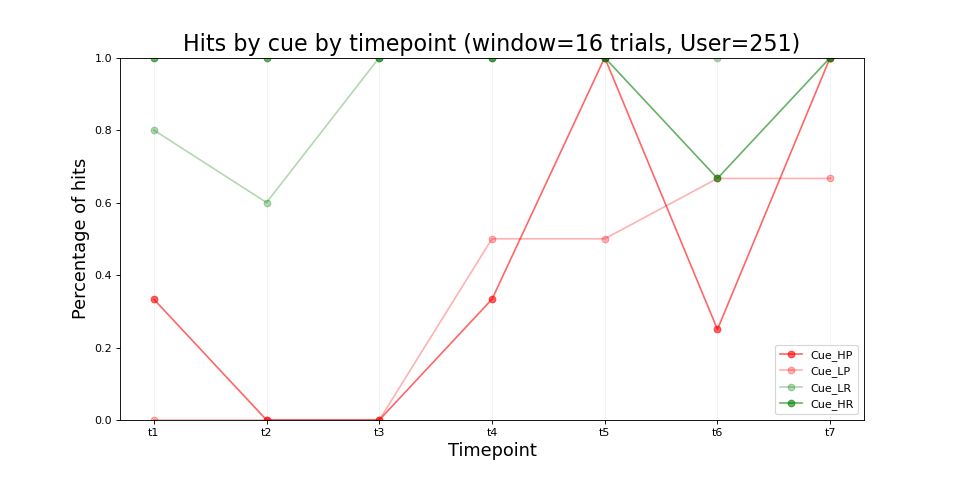 Hits by cue by timepoint (window=16 trials, User=251)
Percentage of hits
1.0
0.8
0.6
0.4
0.2
0.0
t1 t2 t3 t4 t5 t6 t7
Timepoint
Cue_HP
Cue_LP
Cue_LR
Cue_HR